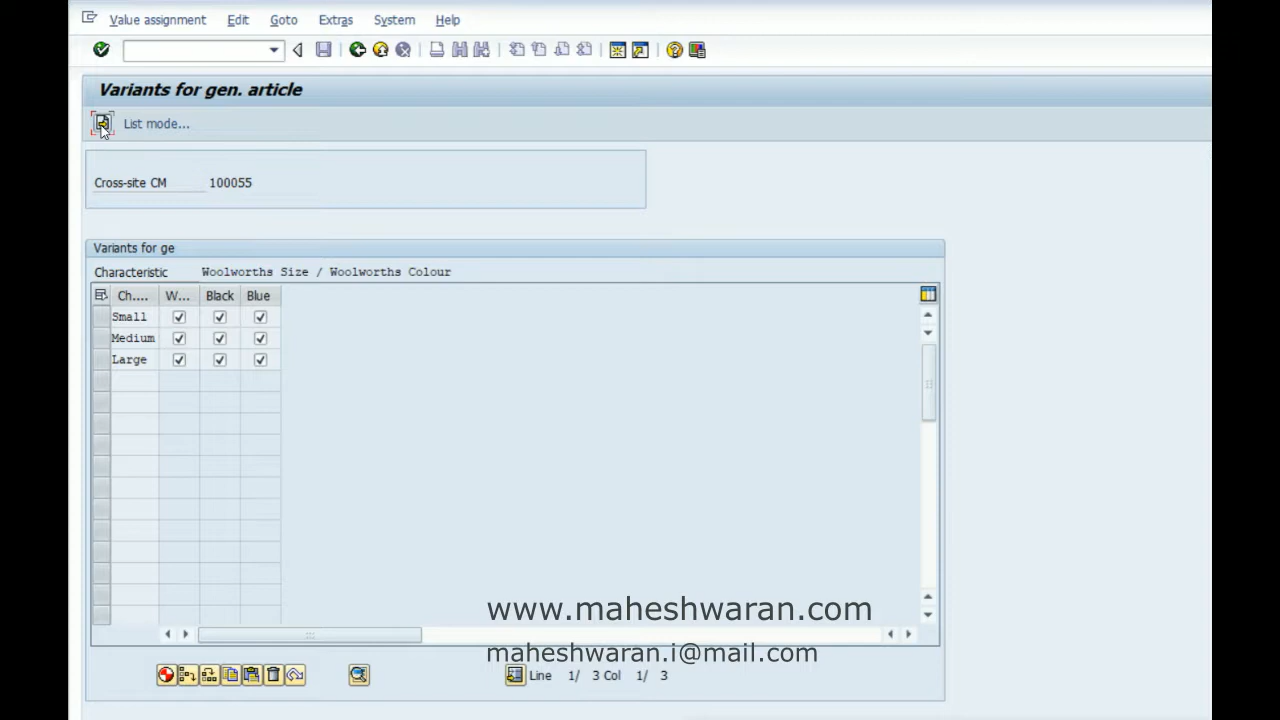 Value assignment Edit Goto Extras System Help
Variants for gen. article
List mode...
Cross-site CM 100055
Variants for ge
Characteristic Woolworths Size / Woolworths Colour
Ch.... W... Black Blue
Small
Medium
Large
www.maheshwaran.com
maheshwaran.i@mail.com
Line 1/ 3 Col 1/ 3